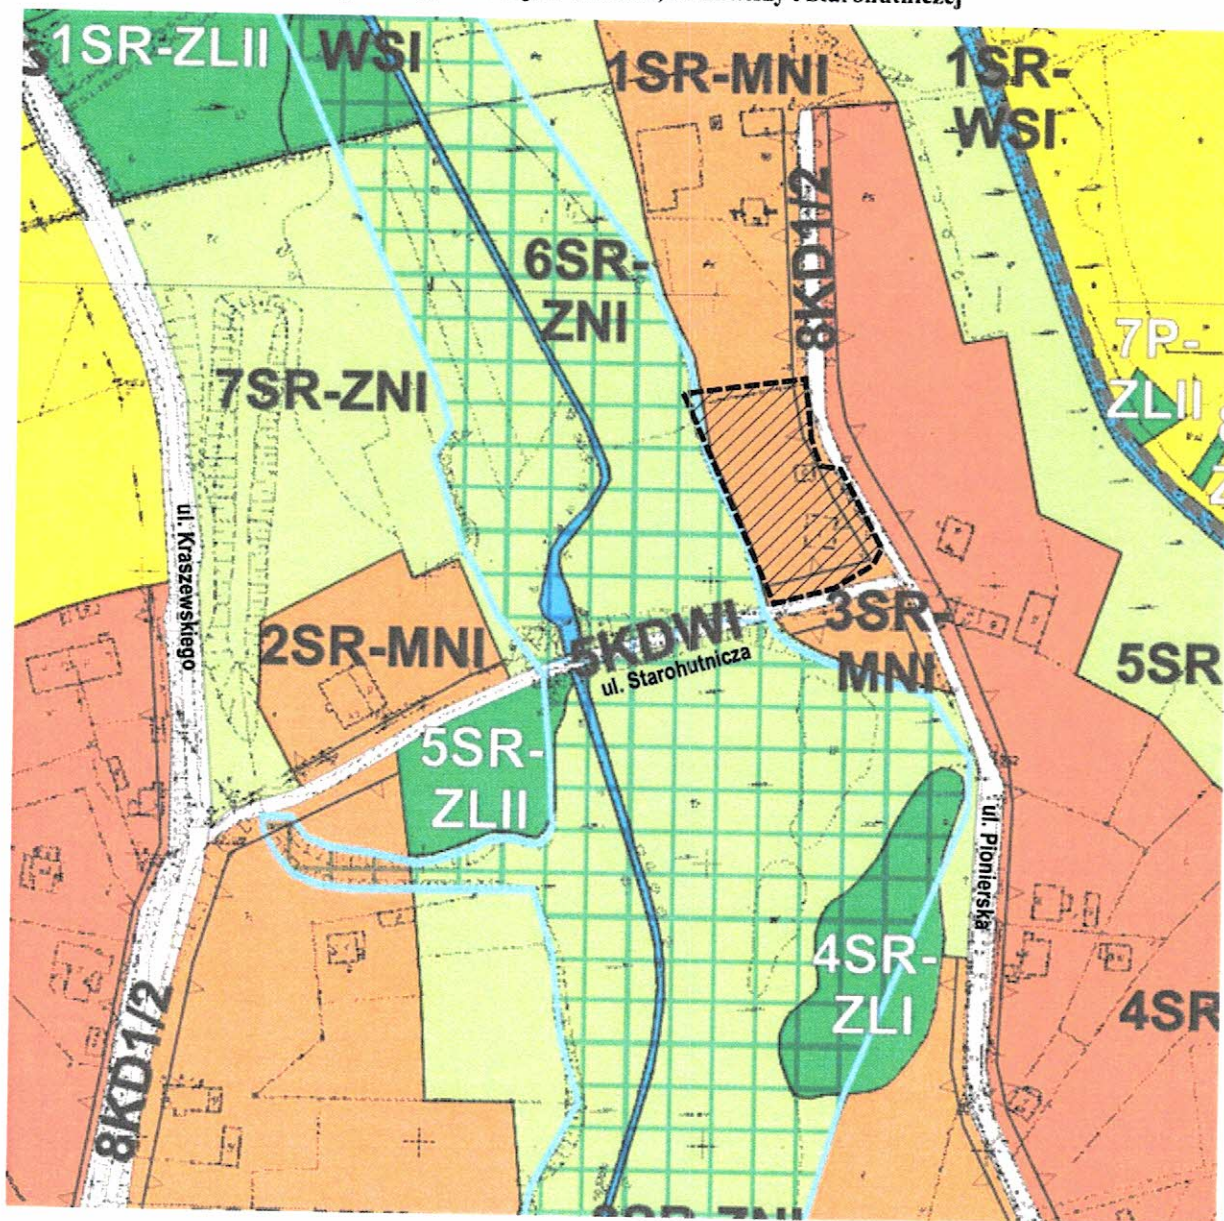 i Starohutniczej
1SR-ZLII
WSI
1SR-MNI
1SR-
WSI
8KD1/2
6SR-
ZNI
7P-
ZLII
7SR-ZNI
ul. Kraszewskiego
5KDWI
ul. Starohutnicza
3SR-
MNI
2SR-MNI
5SR
5SR-
ZLII
ul. Pionierska
4SR-
ZLI
4SR
8KD1/2